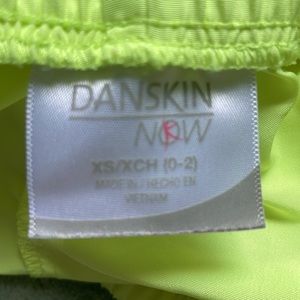 DANSKIN
NOW
XS/XCH (0-2)
MADE IN / HECHO EN
VIETNAM